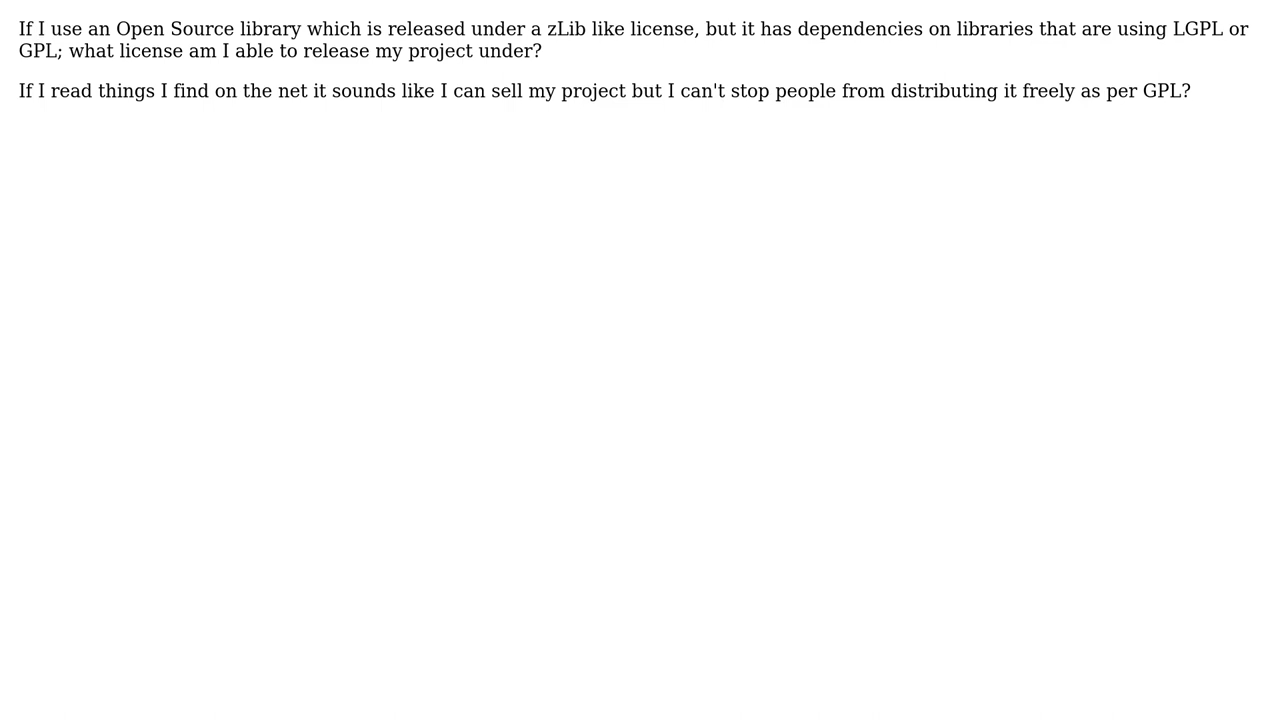 If I use an Open Source library which is released under a zLib like license, but it has dependencies on libraries that are using LGPL or
GPL; what license am I able to release my project under?
If I read things I find on the net it sounds like I can sell my project but I can't stop people from distributing it freely as per GPL?